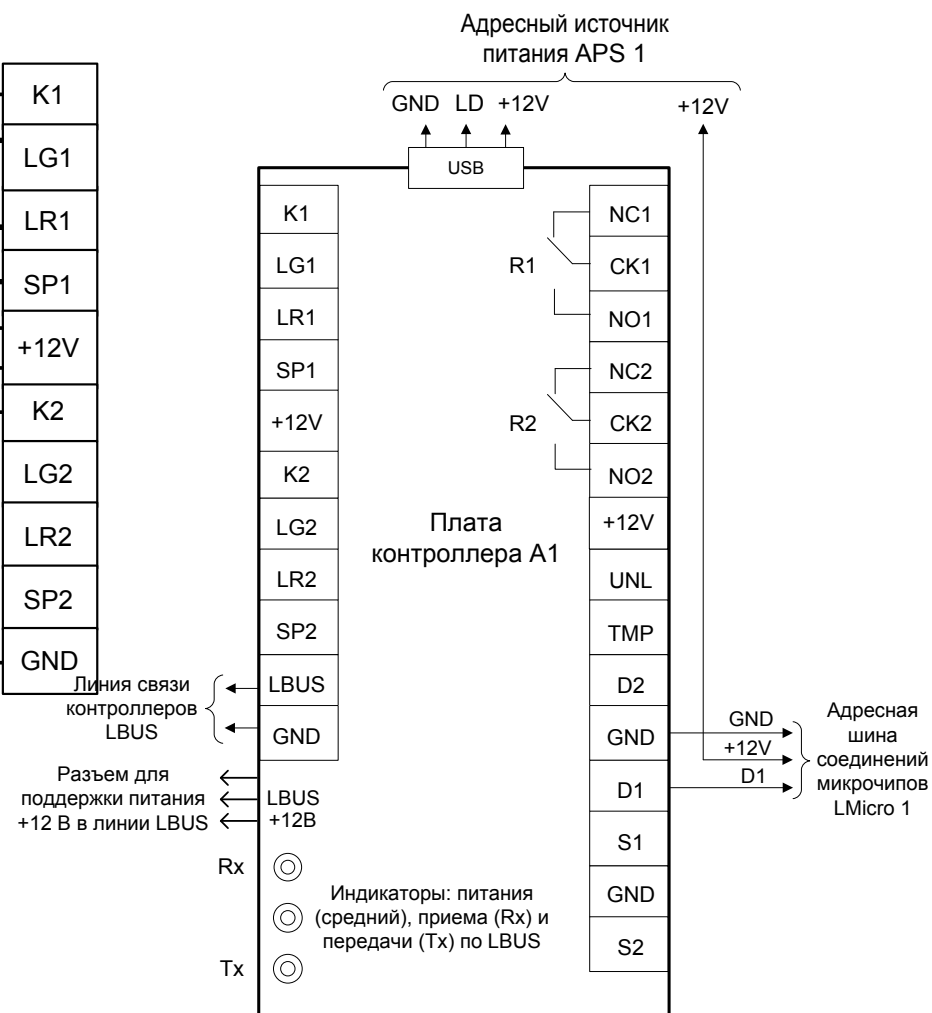 Адресный источник
питания APS 1
GND LD +12V
+12V
USB
K1
LG1
LR1
SP1
+12V
K2
LG2
LR2
SP2
GND
K1
LG1
LR1
SP1
+12V
K2
LG2
LR2
SP2
LBUS
GND
LBUS
+12В
R1
R2
Плата
контроллера А1
NC1
CK1
NO1
NC2
CK2
NO2
+12V
UNL
TMP
D2
GND
D1
S1
GND
S2
Линия связи
контроллеров
LBUS
Разъем для
поддержки питания
+12 В в линии LBUS
Rx
Tx
Индикаторы: питания
(средний), приема (Rx) и
передачи (Tx) по LBUS
GND
+12V
D1
Адресная
шина
соединений
микрочипов
LMicro 1